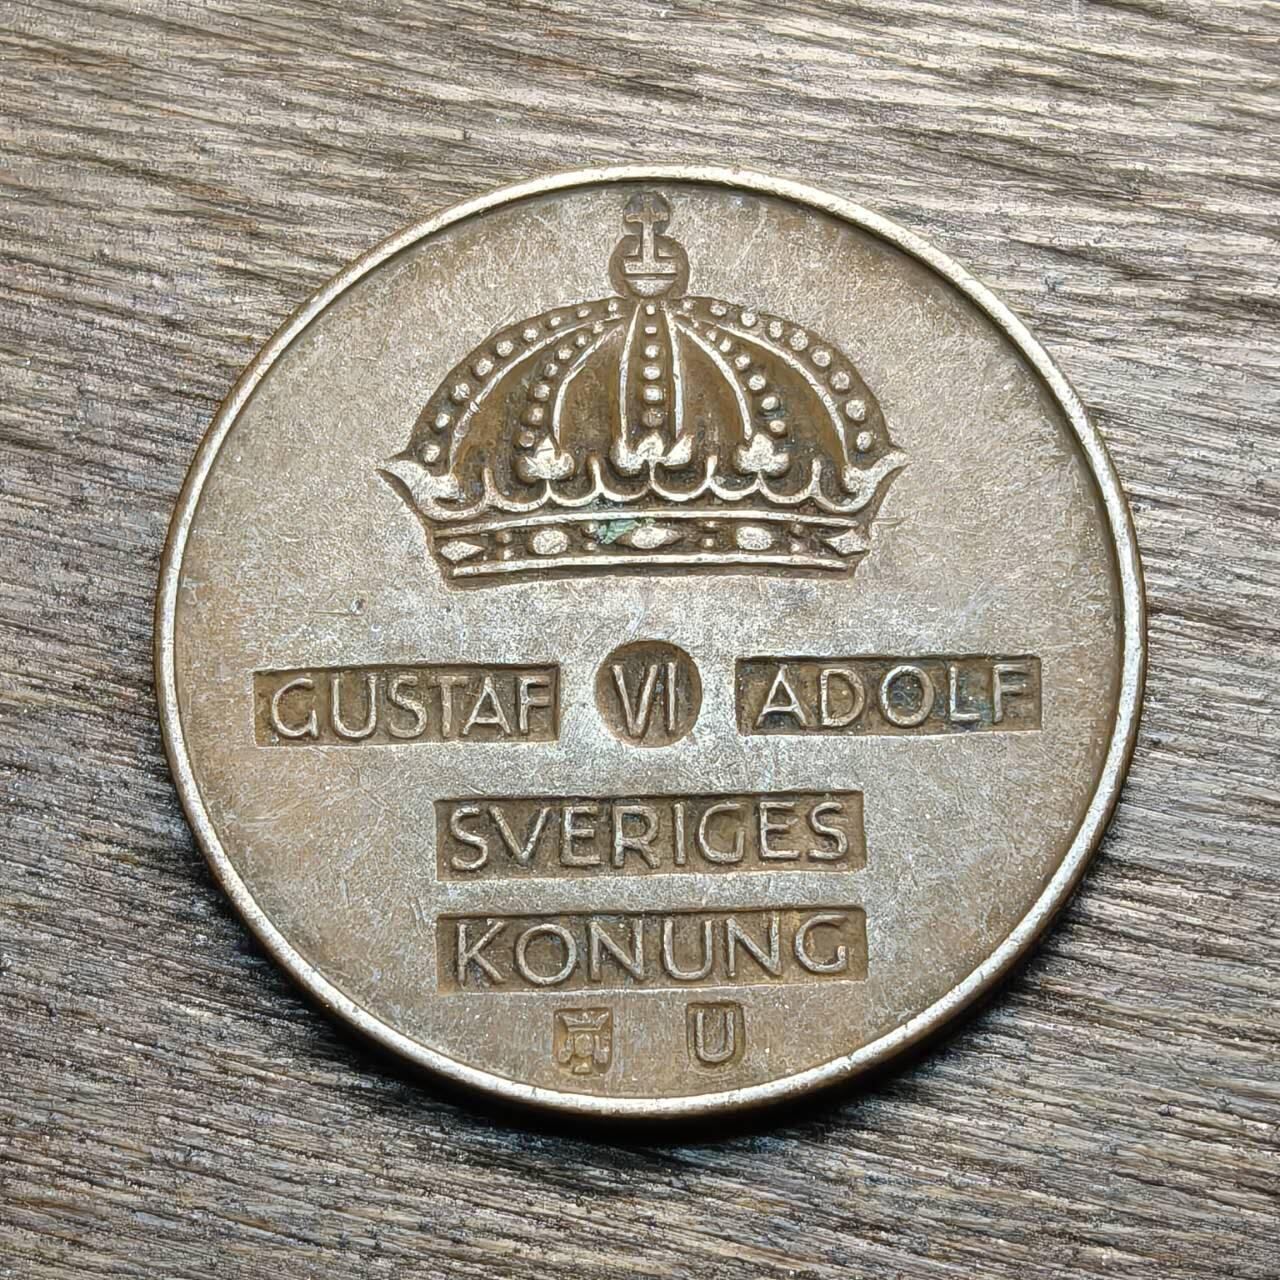 GUSTAF VI ADOLF
SVERIGES
KONUNG
U